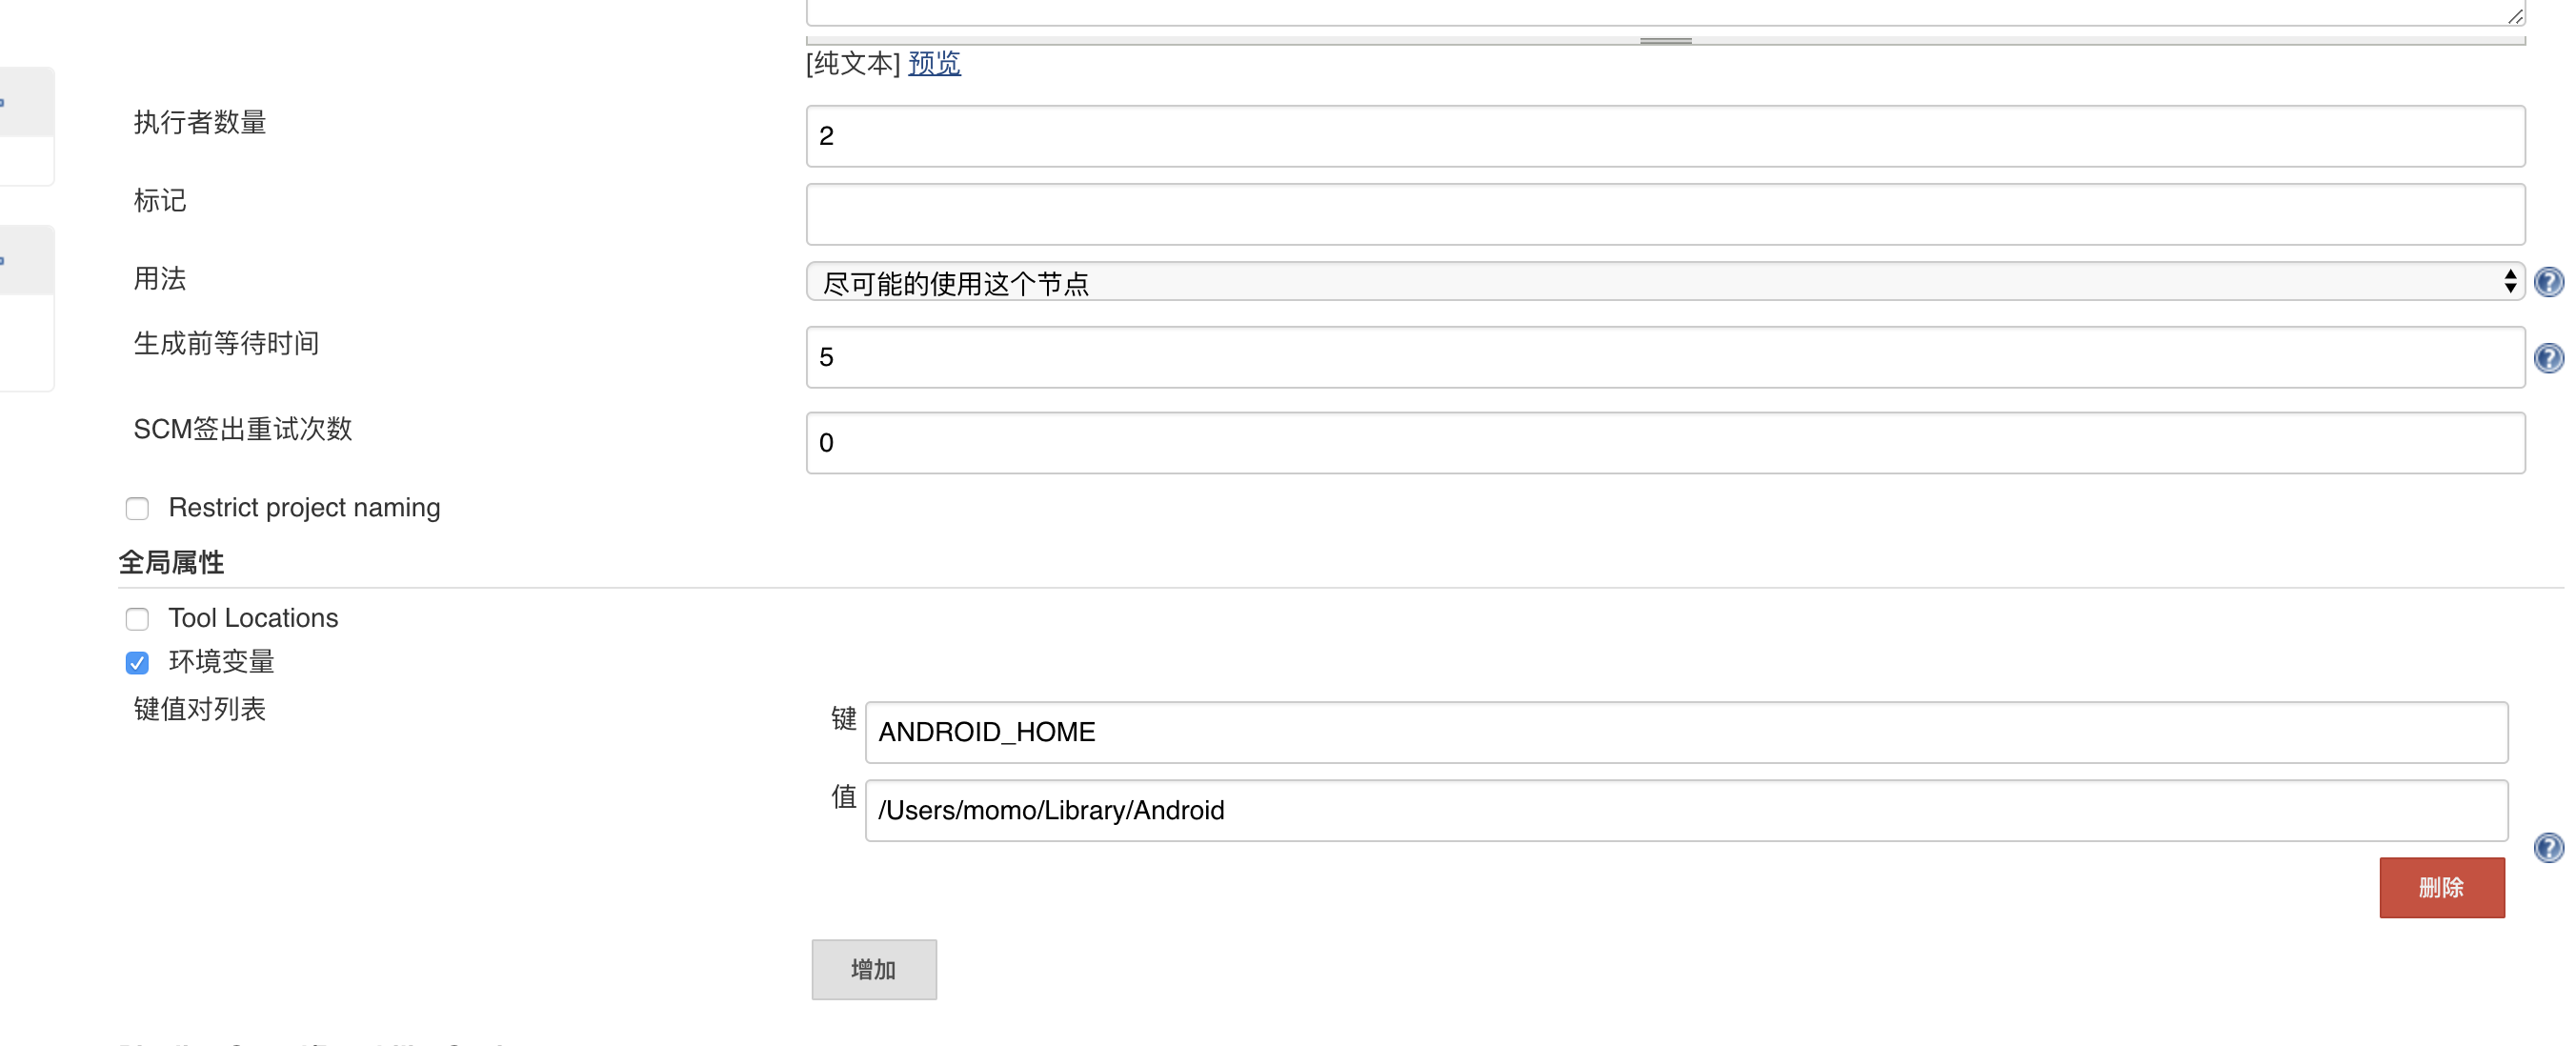 [纯文本] 预览
执行者数量
2
标记
用法
尽可能的使用这个节点
生成前等待时间
5
SCM签出重试次数
0
Restrict project naming
全局属性
Tool Locations
环境变量
键值对列表
键 ANDROID_HOME
值 /Users/momo/Library/Android
删除
增加